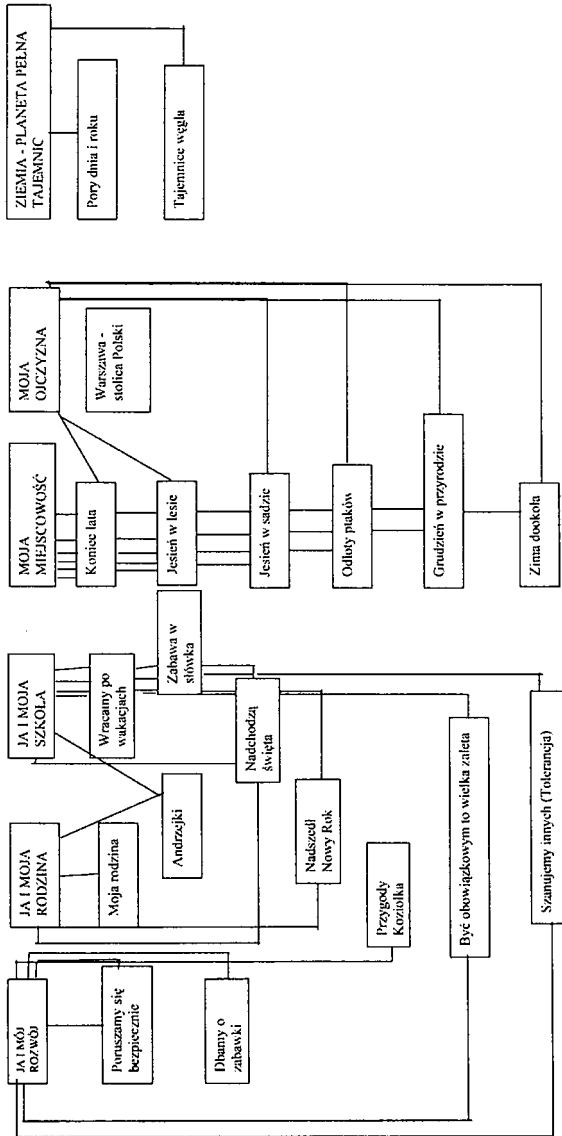 JA I MÓJ
ROZWÓJ
JA I MOJA
RODZINA
JA I MOJA
SZKOŁA
MOJA
MIEJSCOWOŚĆ
MOJA
OJCZYZNA
ZIEMIA - PLANETA PEŁNA
TAJEMNIC
Poruszamy się
bezpiecznie
Moja rodzina
Wracamy po
wakacjach
Koniec lata
Warszawa -
stolica Polski
Pory dnia i roku
Dbamy o
zabawki
Andrzejki
Zabawa w
słówka
Jesień w lesie
Tajemnice węgla
Nadchodzą
święta
Jesień w sadzie
Nadszedł
Nowy Rok
Odloty ptaków
Przygody
Koziołka
Grudzień w przyrodzie
Być obowiązkowym to wielka zaleta
Zima dookoła
Szanujemy innych (Tolerancja)